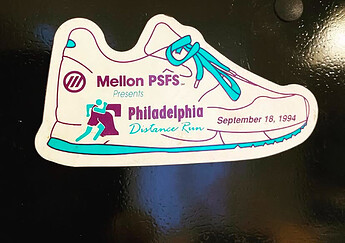 Mellon PSFS
Presents
Philadelphia
Distance Run
September 18, 1994